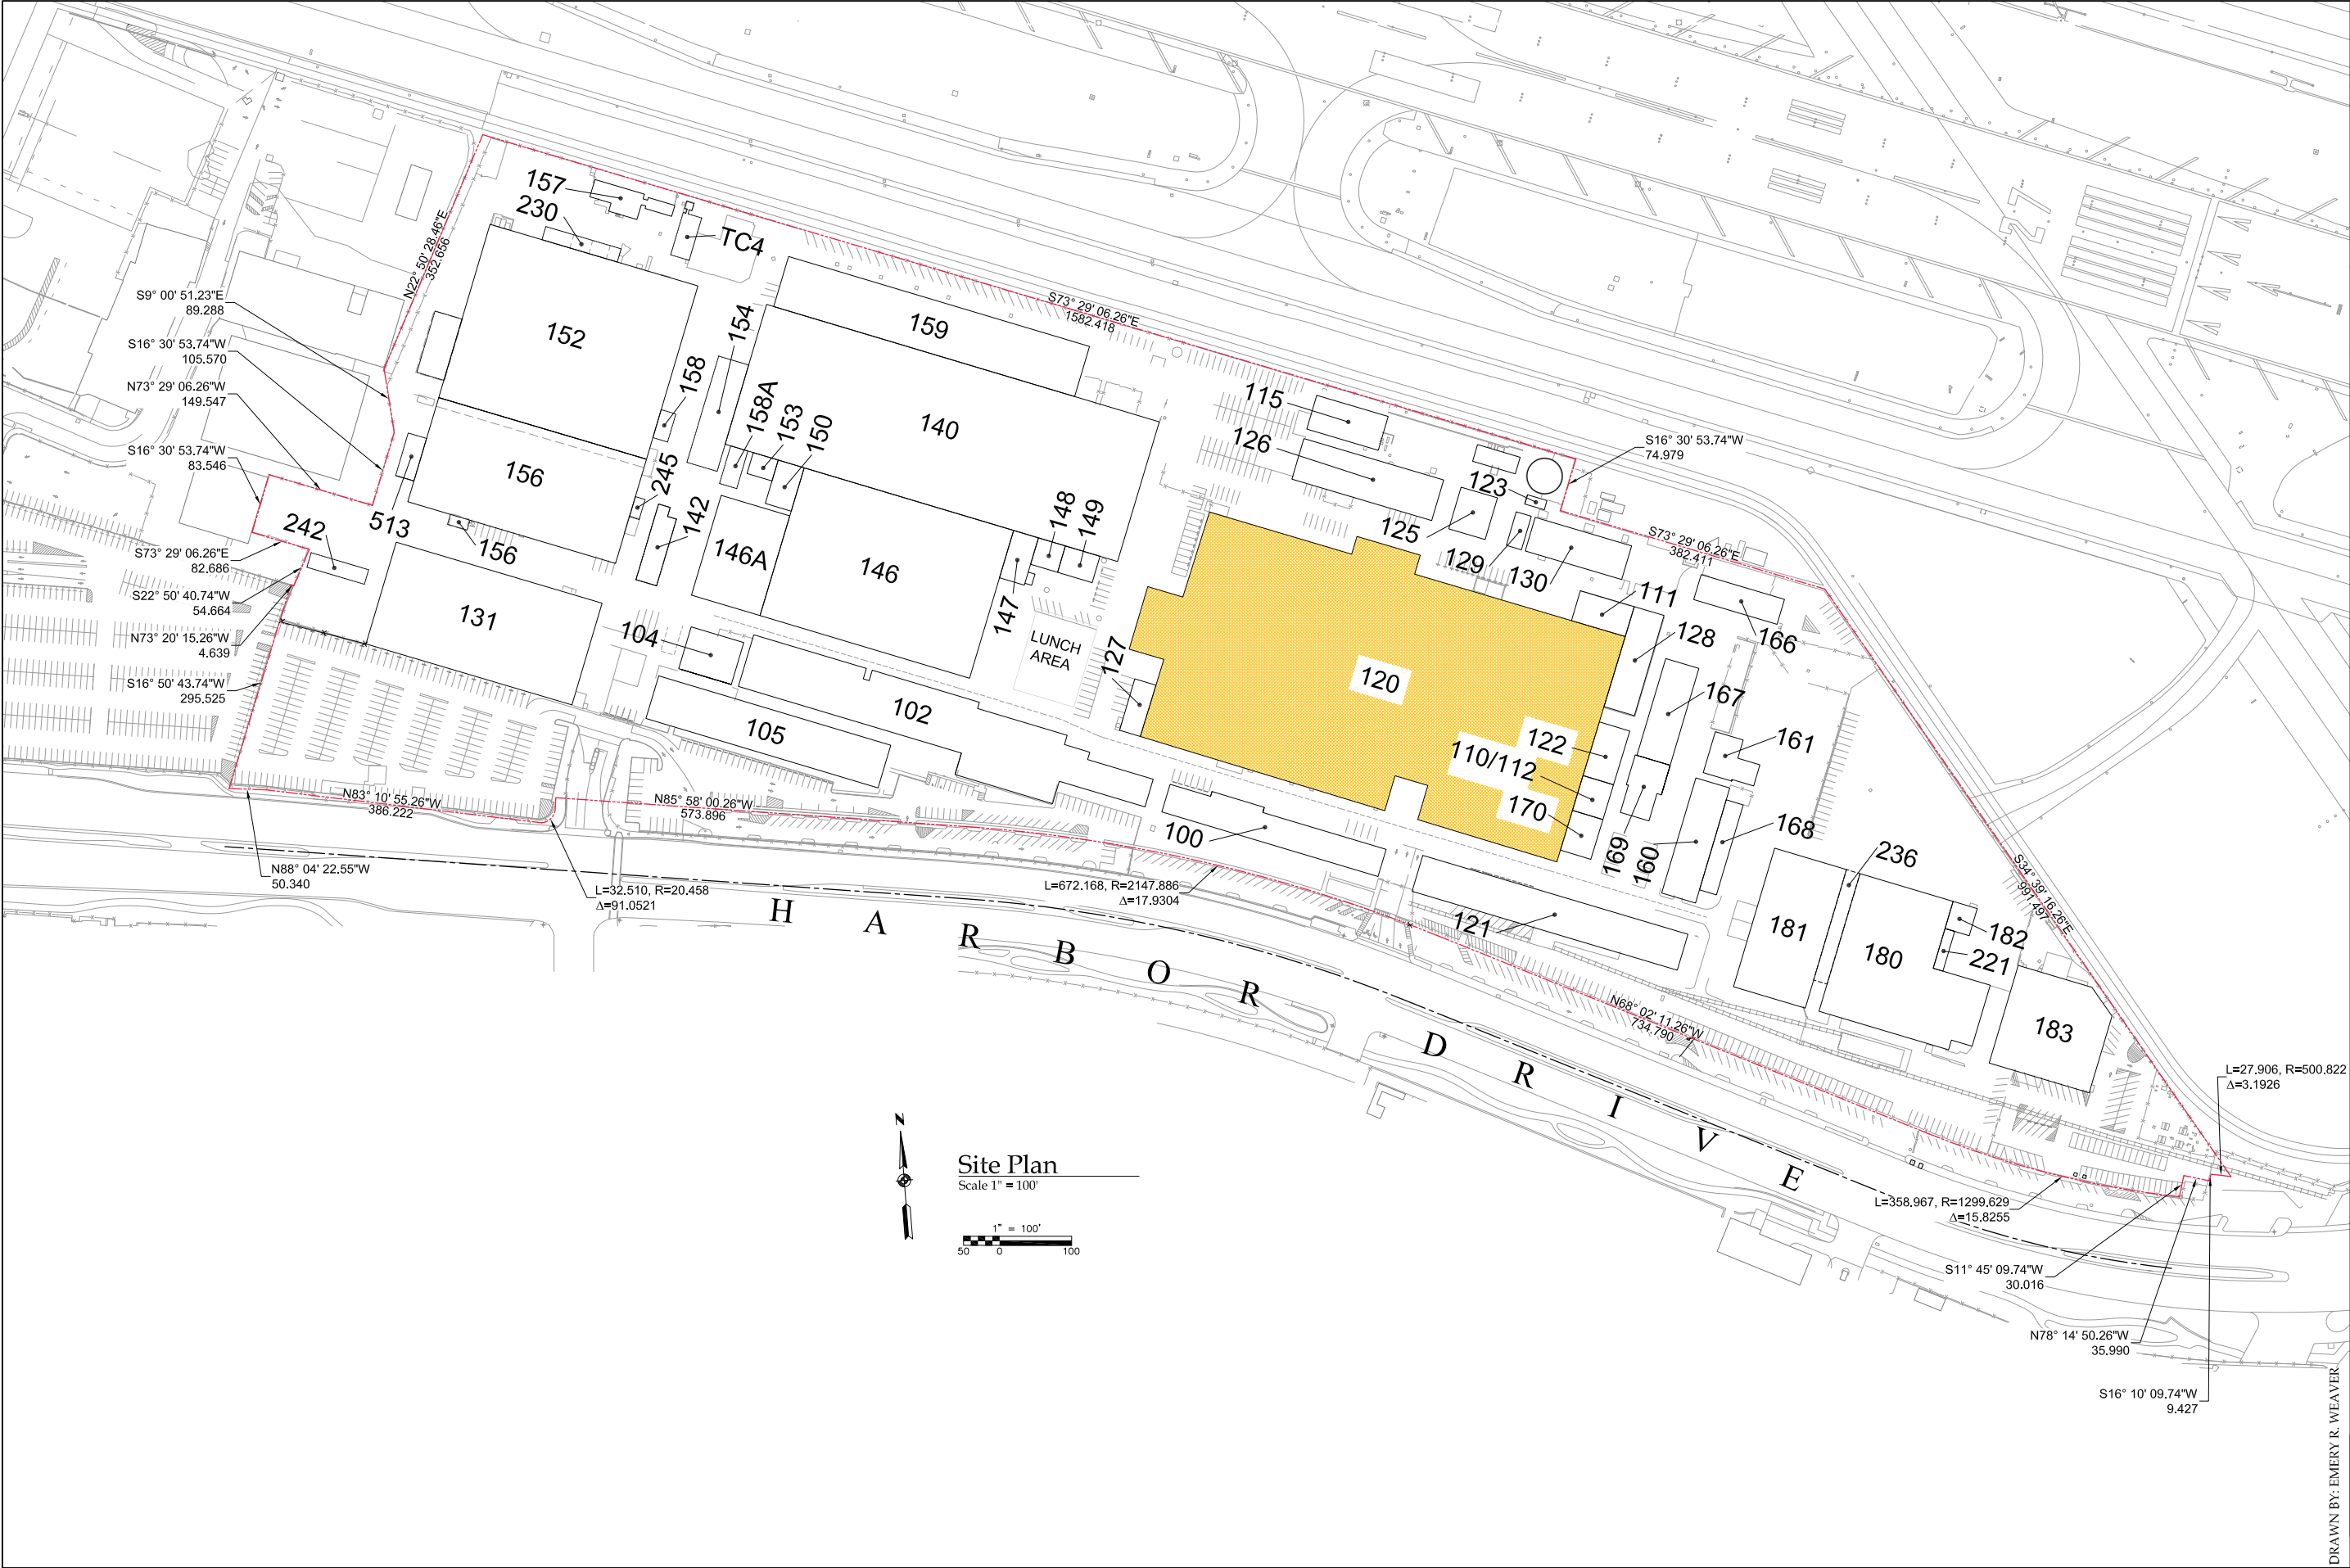 157
230
TC4
N22° 50' 28.46"E
352.656
S9° 00' 51.23"E
89.288
S16° 30' 53.74"W
105.570
N73° 29' 06.26"W
149.547
S16° 30' 53.74"W
83.546
S73° 29' 06.26"E
82.686
S22° 50' 40.74"W
54.664
N73° 20' 15.26"W
4.639
S16° 50' 43.74"W
295.525
152
154
159
S73° 29' 06.26"E
1582.418
158
158A
153
150
140
115
126
S16° 30' 53.74"W
74.979
156
245
142
123
125
129
130
148
149
242
513
156
146A
146
147
S73° 29' 06.26"E
382.411
131
104
LUNCH
AREA
127
111
128
166
120
167
105
102
122
110/112
170
161
N83° 10' 55.26"W
386.222
N85° 58' 00.26"W
573.896
100
169
160
168
236
S34° 39' 16.26"E
991.497
N88° 04' 22.55"W
50.340
L=32.510, R=20.458
Δ=91.0521
L=672.168, R=2147.886
Δ=17.9304
121
181
180
182
221
183
HARBOR
DRIVE
N68° 02' 11.26"W
734.790
L=27.906, R=500.822
Δ=3.1926
N
Site Plan
Scale 1" = 100'
1" = 100'
50 0 100
L=358.967, R=1299.629
Δ=15.8255
S11° 45' 09.74"W
30.016
N78° 14' 50.26"W
35.990
S16° 10' 09.74"W
9.427
DRAWN BY: EMERY R. WEAVER